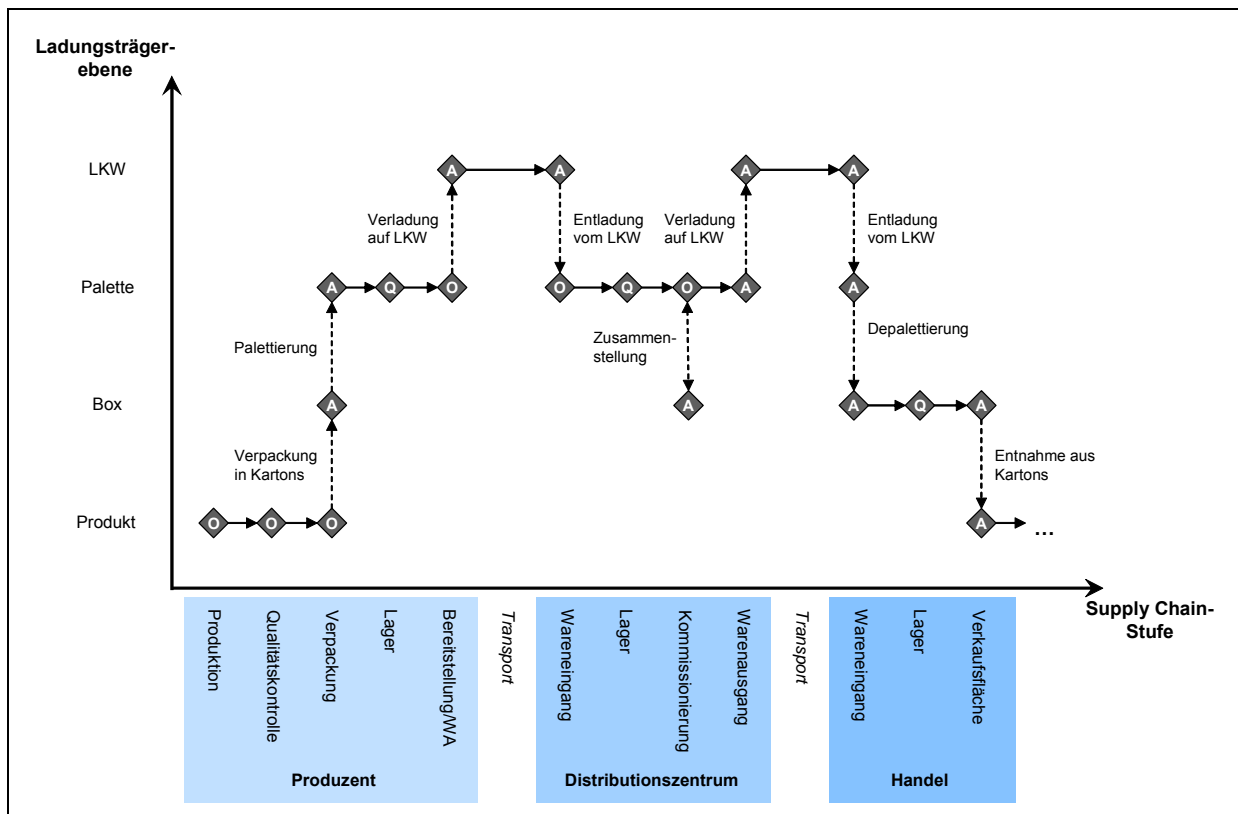 Ladungsträger-
ebene
LKW
A
A
A
A
Verladung
auf LKW
Entladung
vom LKW
Verladung
auf LKW
Entladung
vom LKW
Palette
A
Q
O
O
Q
O
A
A
Palettierung
Zusammen-
stellung
Depalettierung
Box
A
A
A
Q
A
Verpackung
in Kartons
Entnahme aus
Kartons
Produkt
O
O
O
A
...
Supply Chain-
Stufe
Produktion
Qualitätskontrolle
Verpackung
Lager
Bereitstellung/WA
Transport
Wareneingang
Lager
Kommissionierung
Warenausgang
Transport
Wareneingang
Lager
Verkaufsfläche
Produzent
Distributionszentrum
Handel